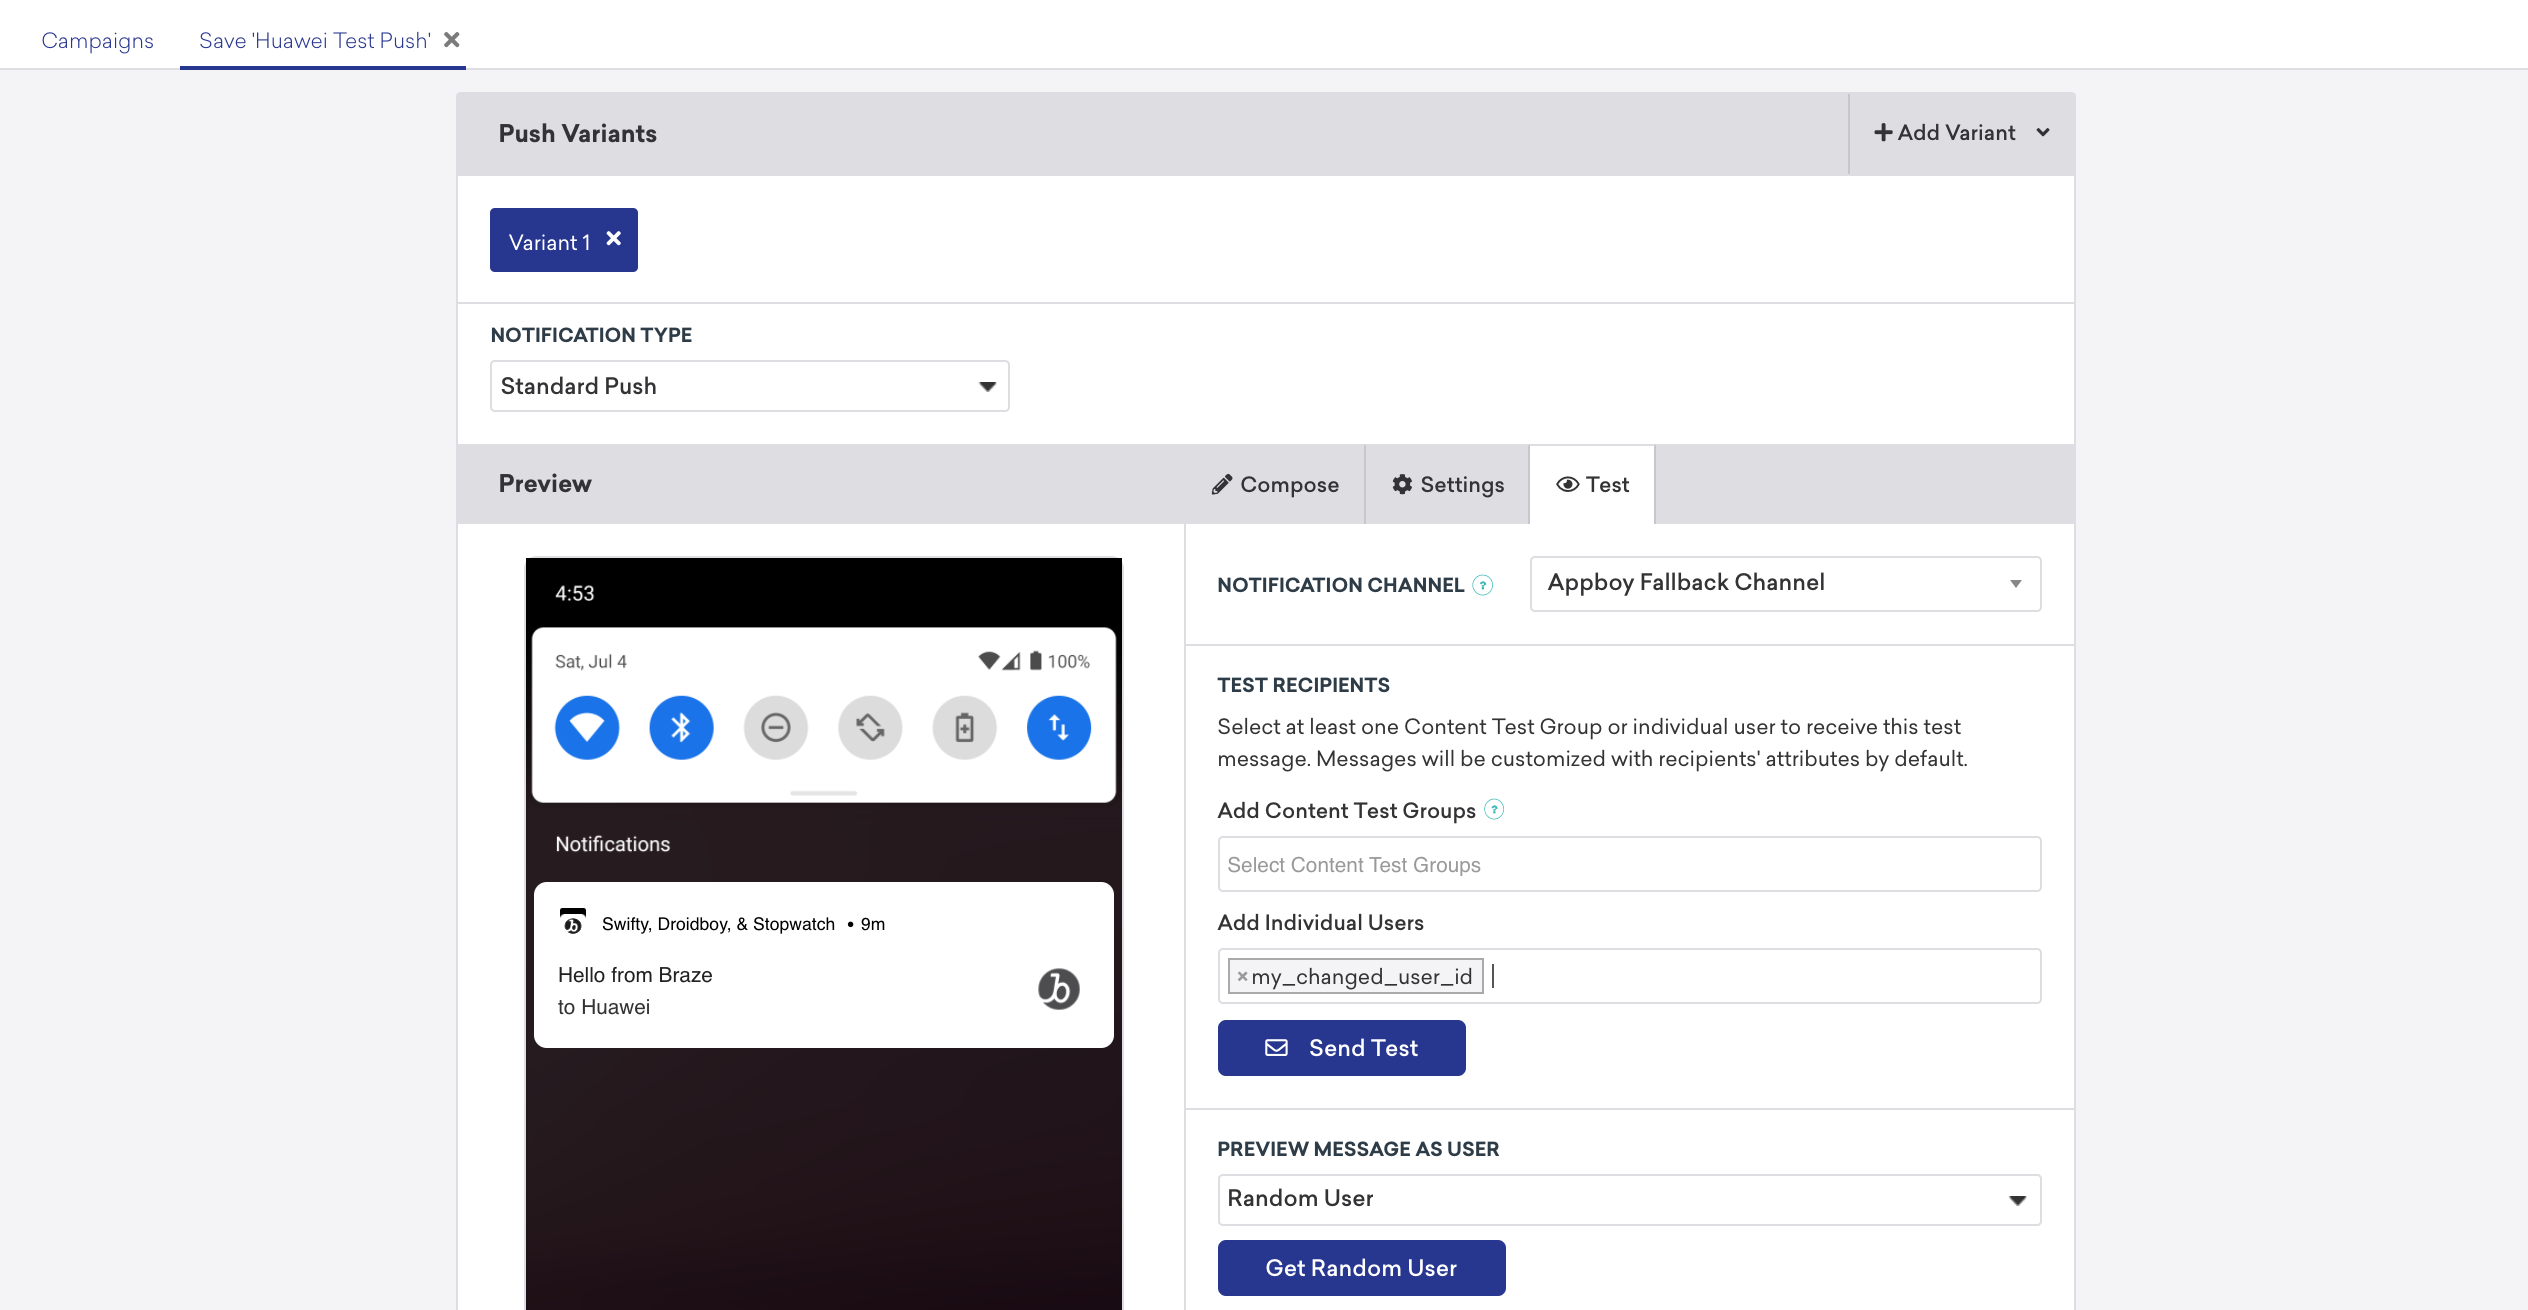 Campaigns
Save 'Huawei Test Push'
Push Variants
Add Variant
Variant 1
NOTIFICATION TYPE
Standard Push
Preview
Compose
Settings
Test
4:53
Sat, Jul 4
100%
Notifications
Swifty, Droidboy, & Stopwatch • 9m
Hello from Braze
to Huawei
NOTIFICATION CHANNEL ?
Appboy Fallback Channel
TEST RECIPIENTS
Select at least one Content Test Group or individual user to receive this test
message. Messages will be customized with recipients' attributes by default.
Add Content Test Groups ?
Select Content Test Groups
Add Individual Users
×my_changed_user_id
Send Test
PREVIEW MESSAGE AS USER
Random User
Get Random User